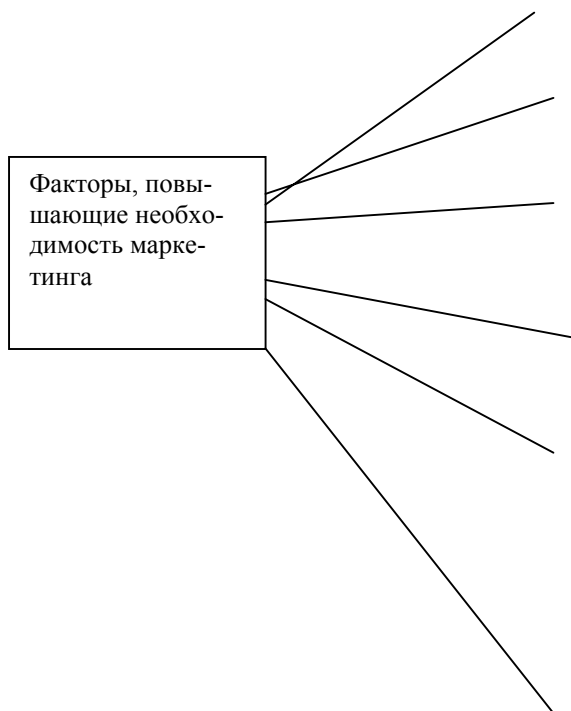 Факторы, повы-
шающие необхо-
димость марке-
тинга